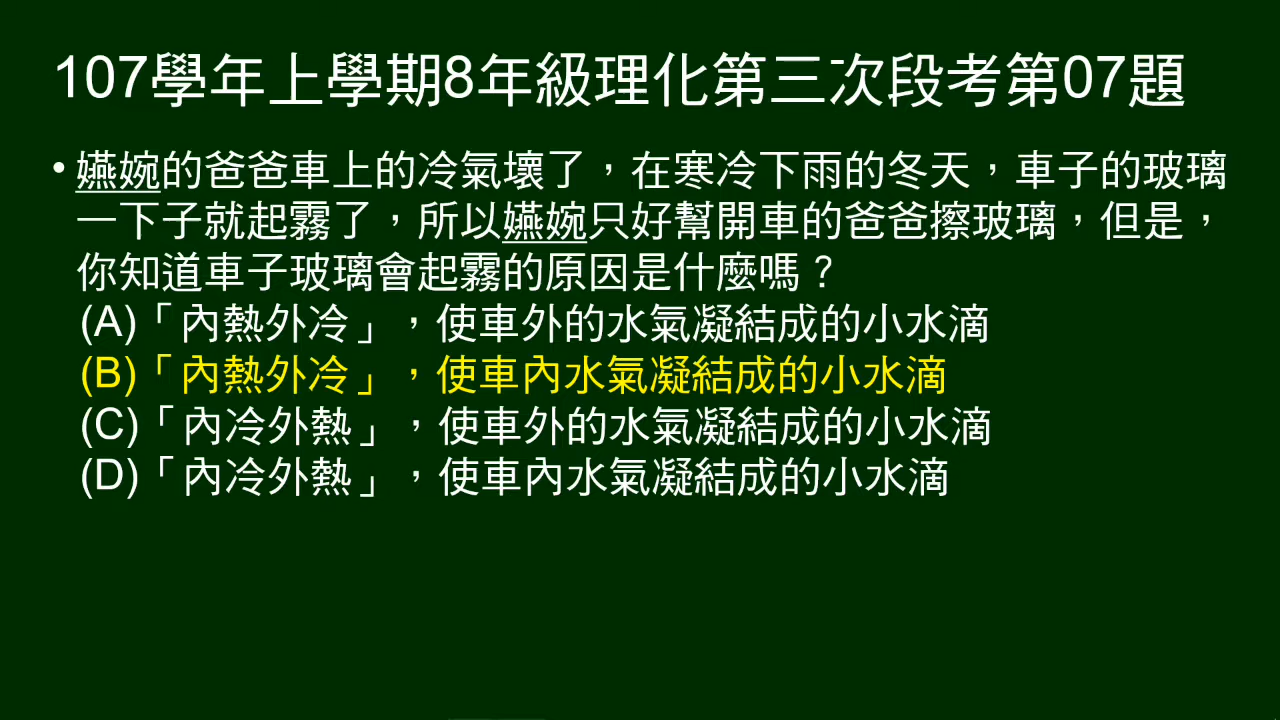 107學年上學期8年級理化第三次段考第07題
• 嬿婉的爸爸車上的冷氣壞了，在寒冷下雨的冬天，車子的玻璃
一下子就起霧了，所以嬿婉只好幫開車的爸爸擦玻璃，但是，
你知道車子玻璃會起霧的原因是什麼嗎？
(A)「內熱外冷」，使車外的水氣凝結成的小水滴
(B)「內熱外冷」，使車內水氣凝結成的小水滴
(C)「內冷外熱」，使車外的水氣凝結成的小水滴
(D)「內冷外熱」，使車內水氣凝結成的小水滴